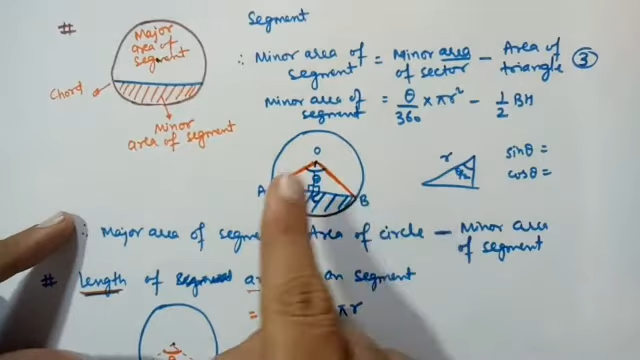 Segment
#
Major
area of
segment
Chord
Minor
area of segment
∴ Minor area of segment = Minor area of sector − Area of triangle ③
Minor area of segment = θ/360 × πr² − 1/2 BH
O
θ
A
B
r
θ/2
sinθ =
cosθ =
∴ Major area of Area of circle − Minor area of segment
# Length of an segment
= πr